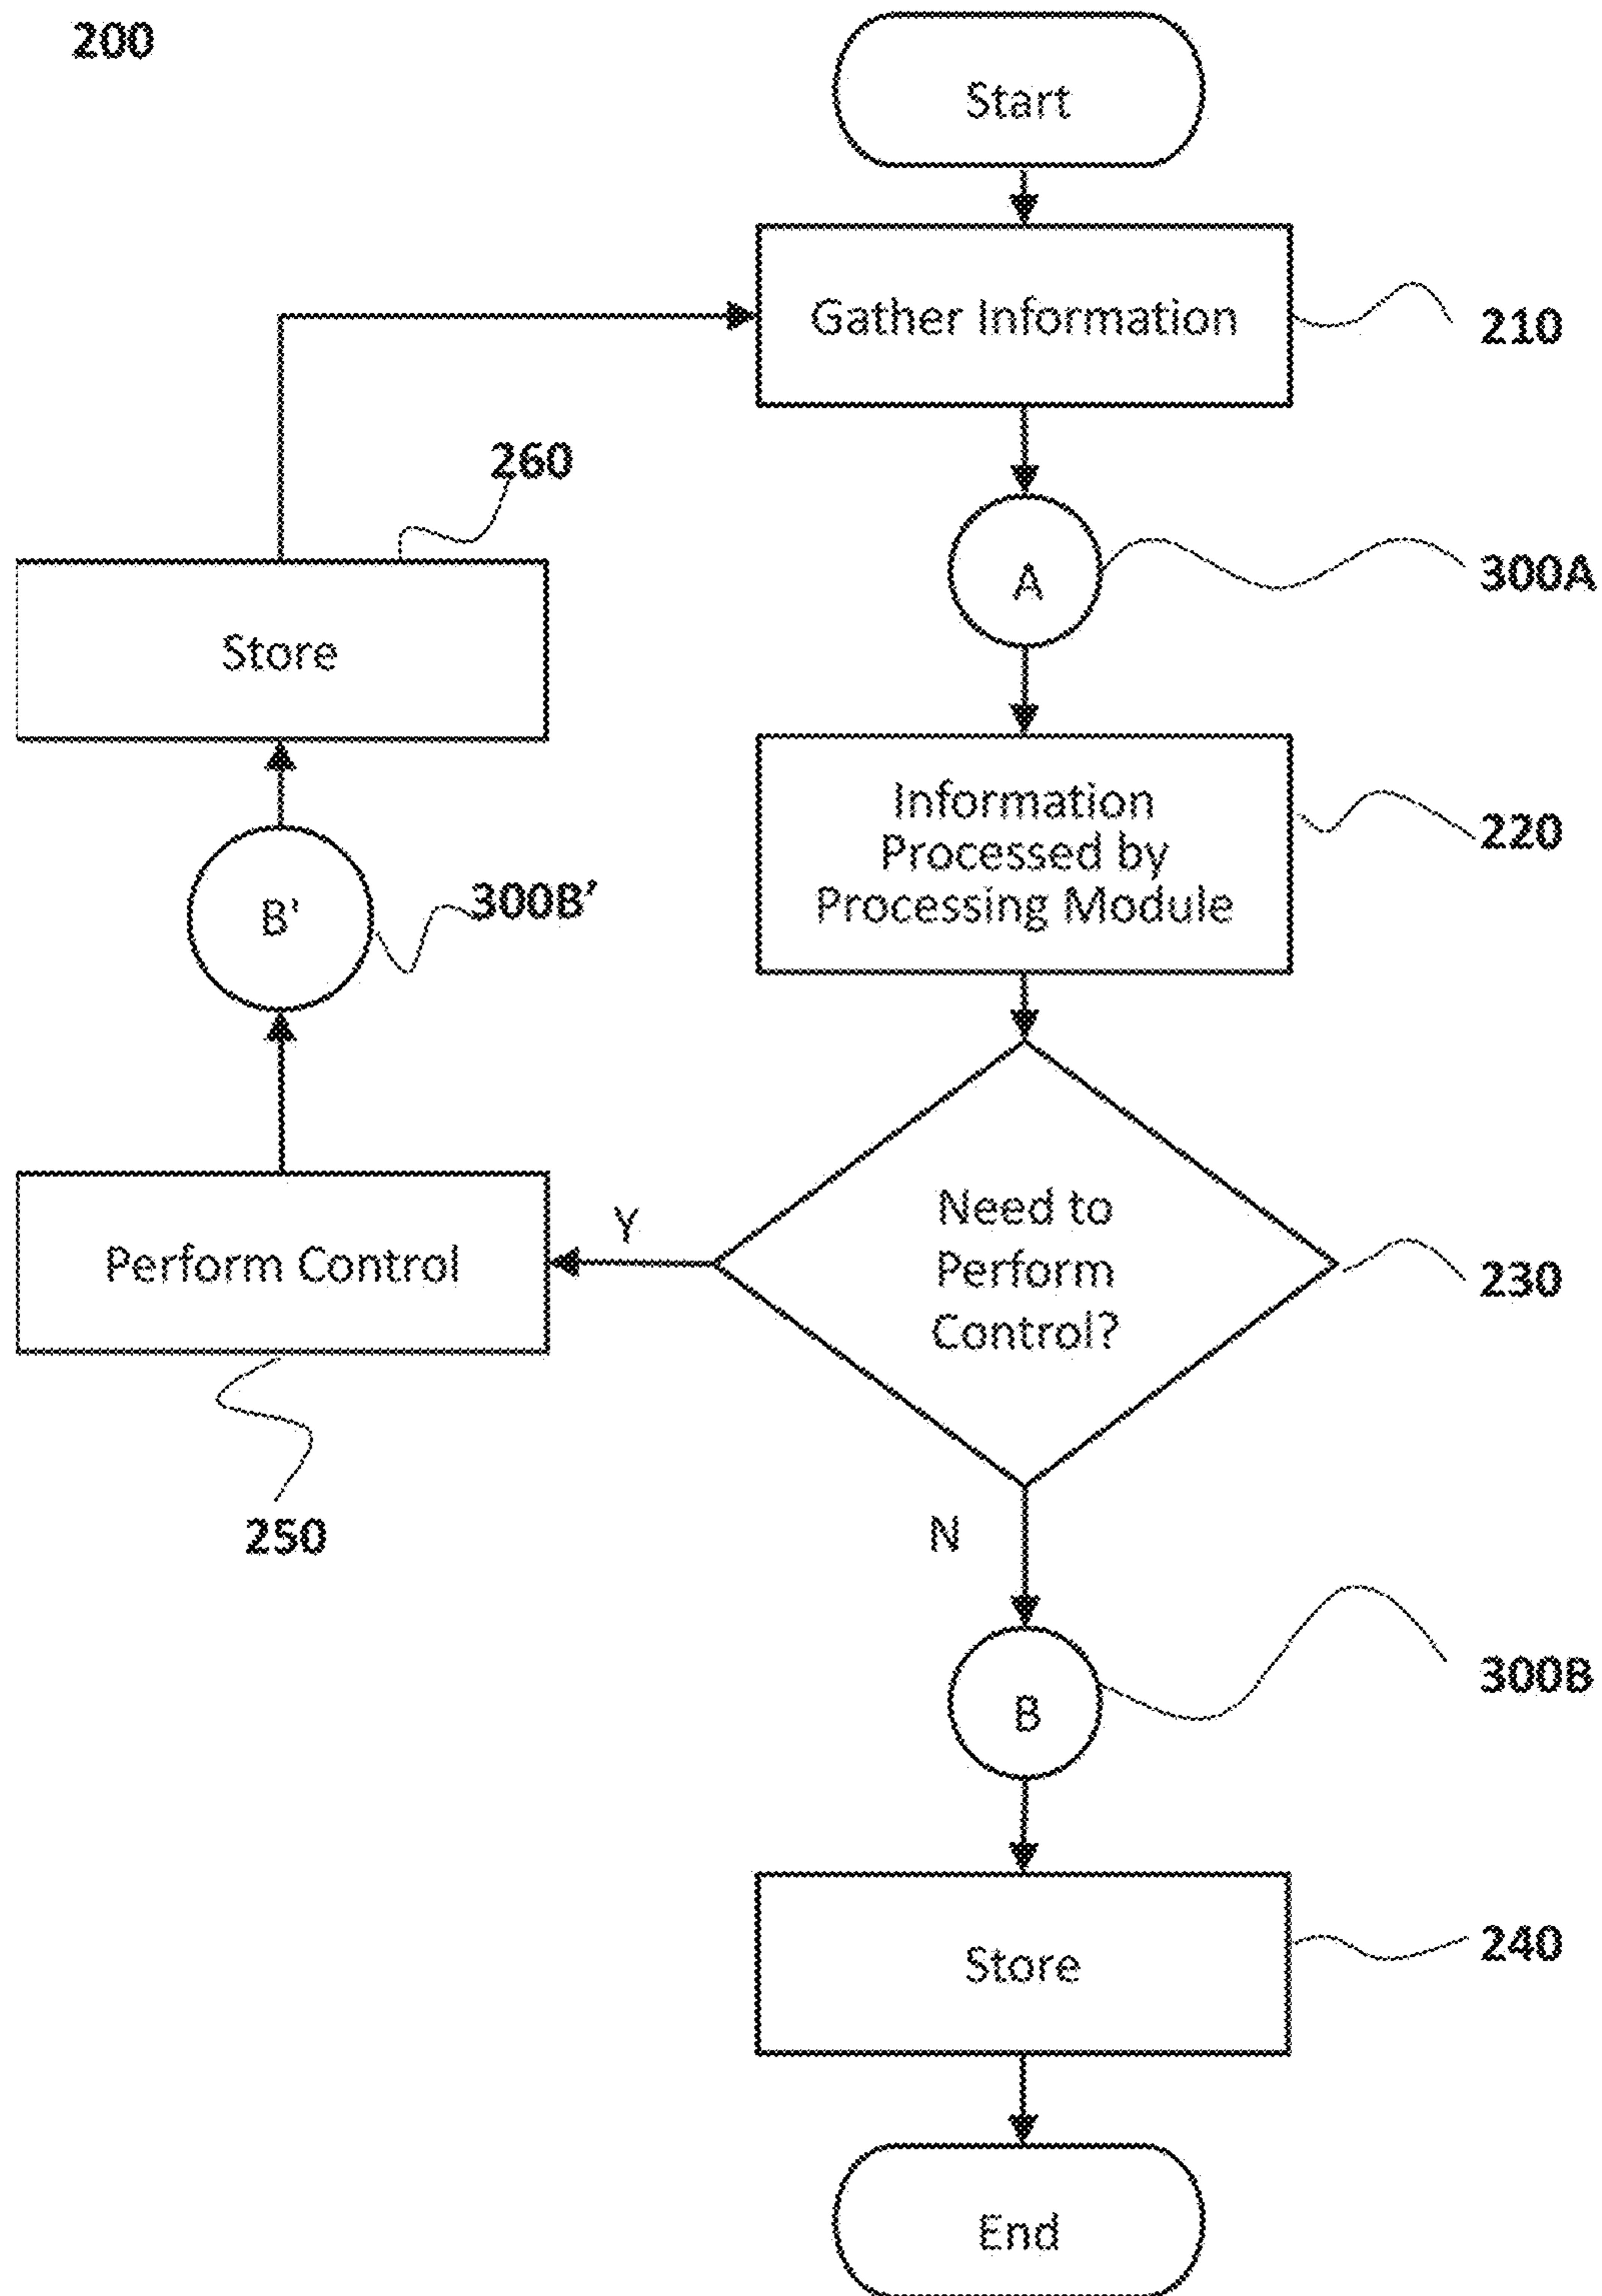 200
Start
Gather Information
210
260
A
300A
Store
Information
Processed by
Processing Module
220
B'
300B’
Need to
Perform
Control?
Y
Perform Control
230
N
250
300B
B
Store
240
End